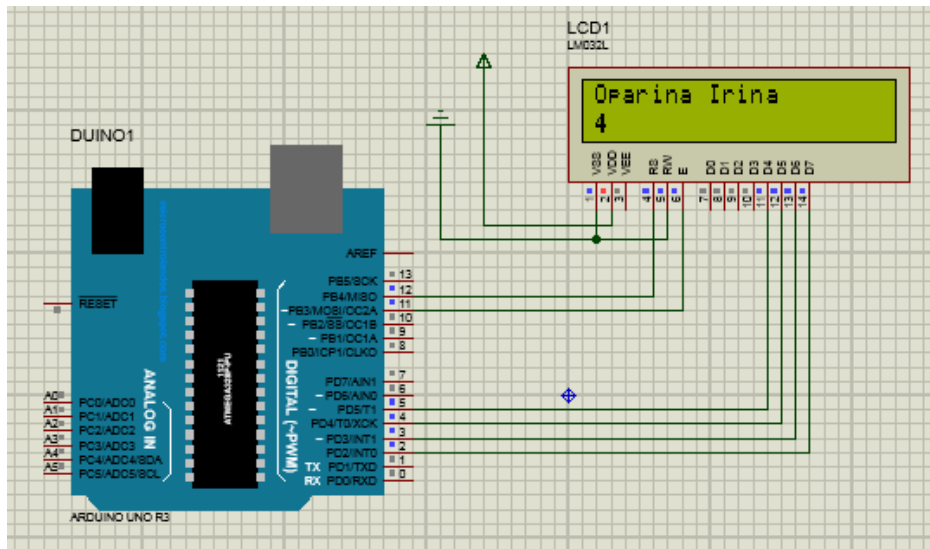 LCD1
LM032L
Oparina Irina
4
VSS
VDD
VEE
RS
RW
E
D0
D1
D2
D3
D4
D5
D6
D7
1
2
3
4
5
6
7
8
9
10
11
12
13
14
DUINO1
AREF
RESET
PB5/SCK 13
PB4/MISO 12
~PB3/MOSI/OC2A 11
~ PB2/SS/OC1B 10
~ PB1/OC1A 9
PB0/ICP1/CLKO 8
PD7/AIN1 7
~ PD6/AIN0 6
~ PD5/T1 5
PD4/T0/XCK 4
~ PD3/INT1 3
PD2/INT0 2
TX PD1/TXD 1
RX PD0/RXD 0
DIGITAL (~PWM)
ANALOG IN
ATMEGA328P-PU
1121
A0 PC0/ADC0
A1 PC1/ADC1
A2 PC2/ADC2
A3 PC3/ADC3
A4 PC4/ADC4/SDA
A5 PC5/ADC5/SCL
ARDUINO UNO R3